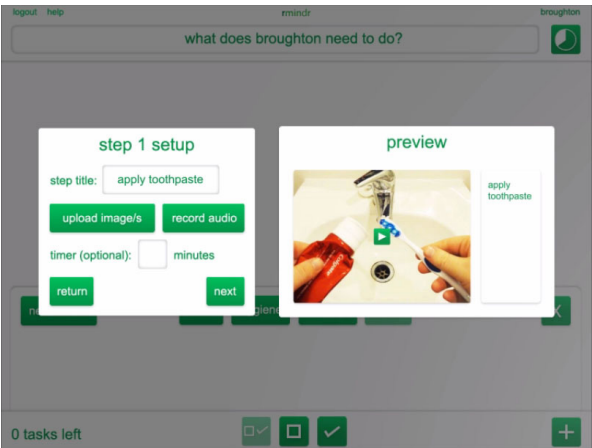 logout help rmindr broughton
what does broughton need to do?
step 1 setup
step title: apply toothpaste
upload image/s record audio
timer (optional): minutes
return next
preview
apply
toothpaste
0 tasks left